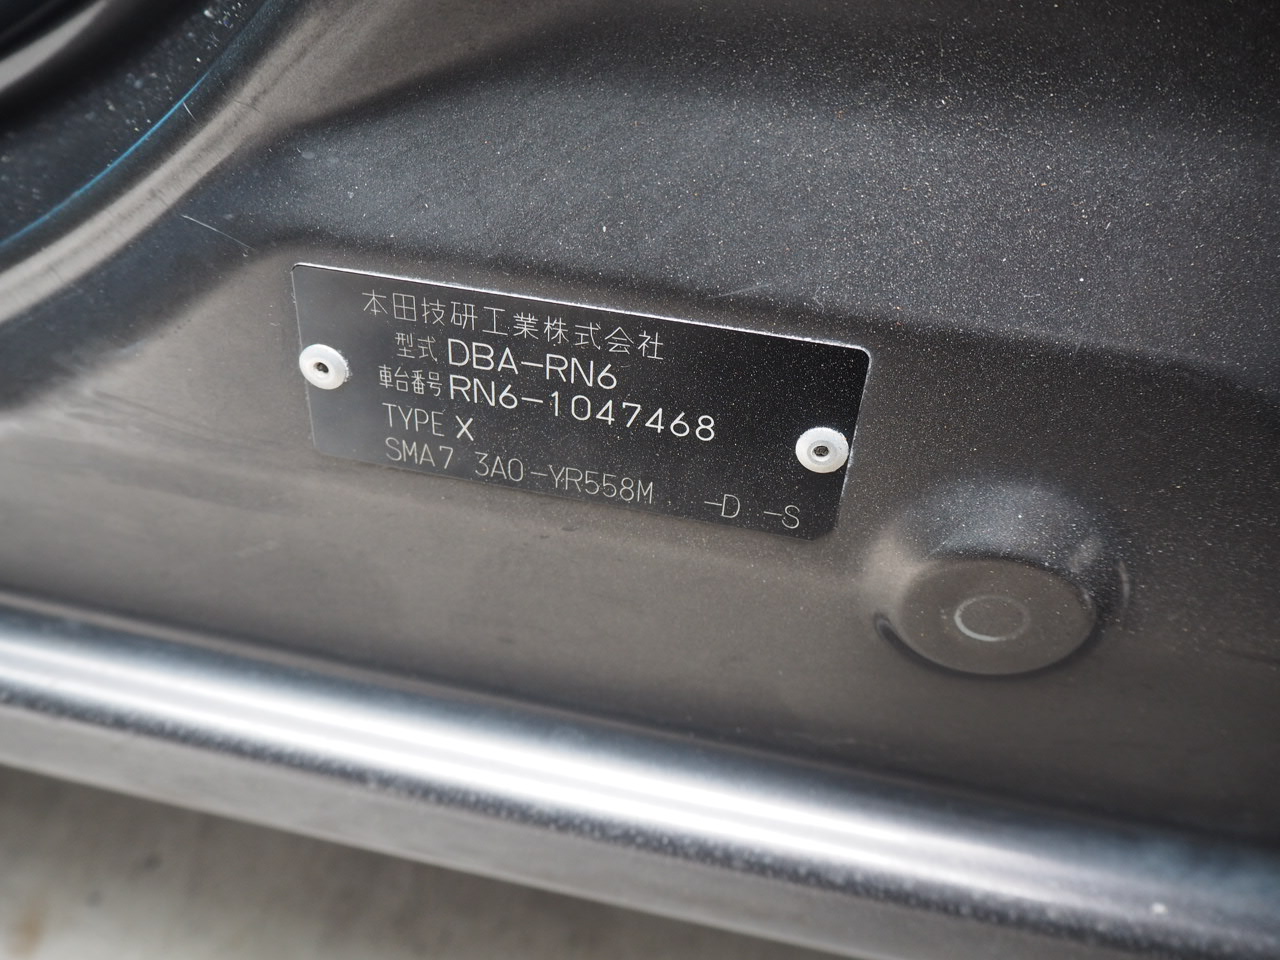 本田技研工業株式会社
型式 DBA-RN6
車台番号 RN6-1047468
TYPE X
SMA7 3A0-YR558M -D -S